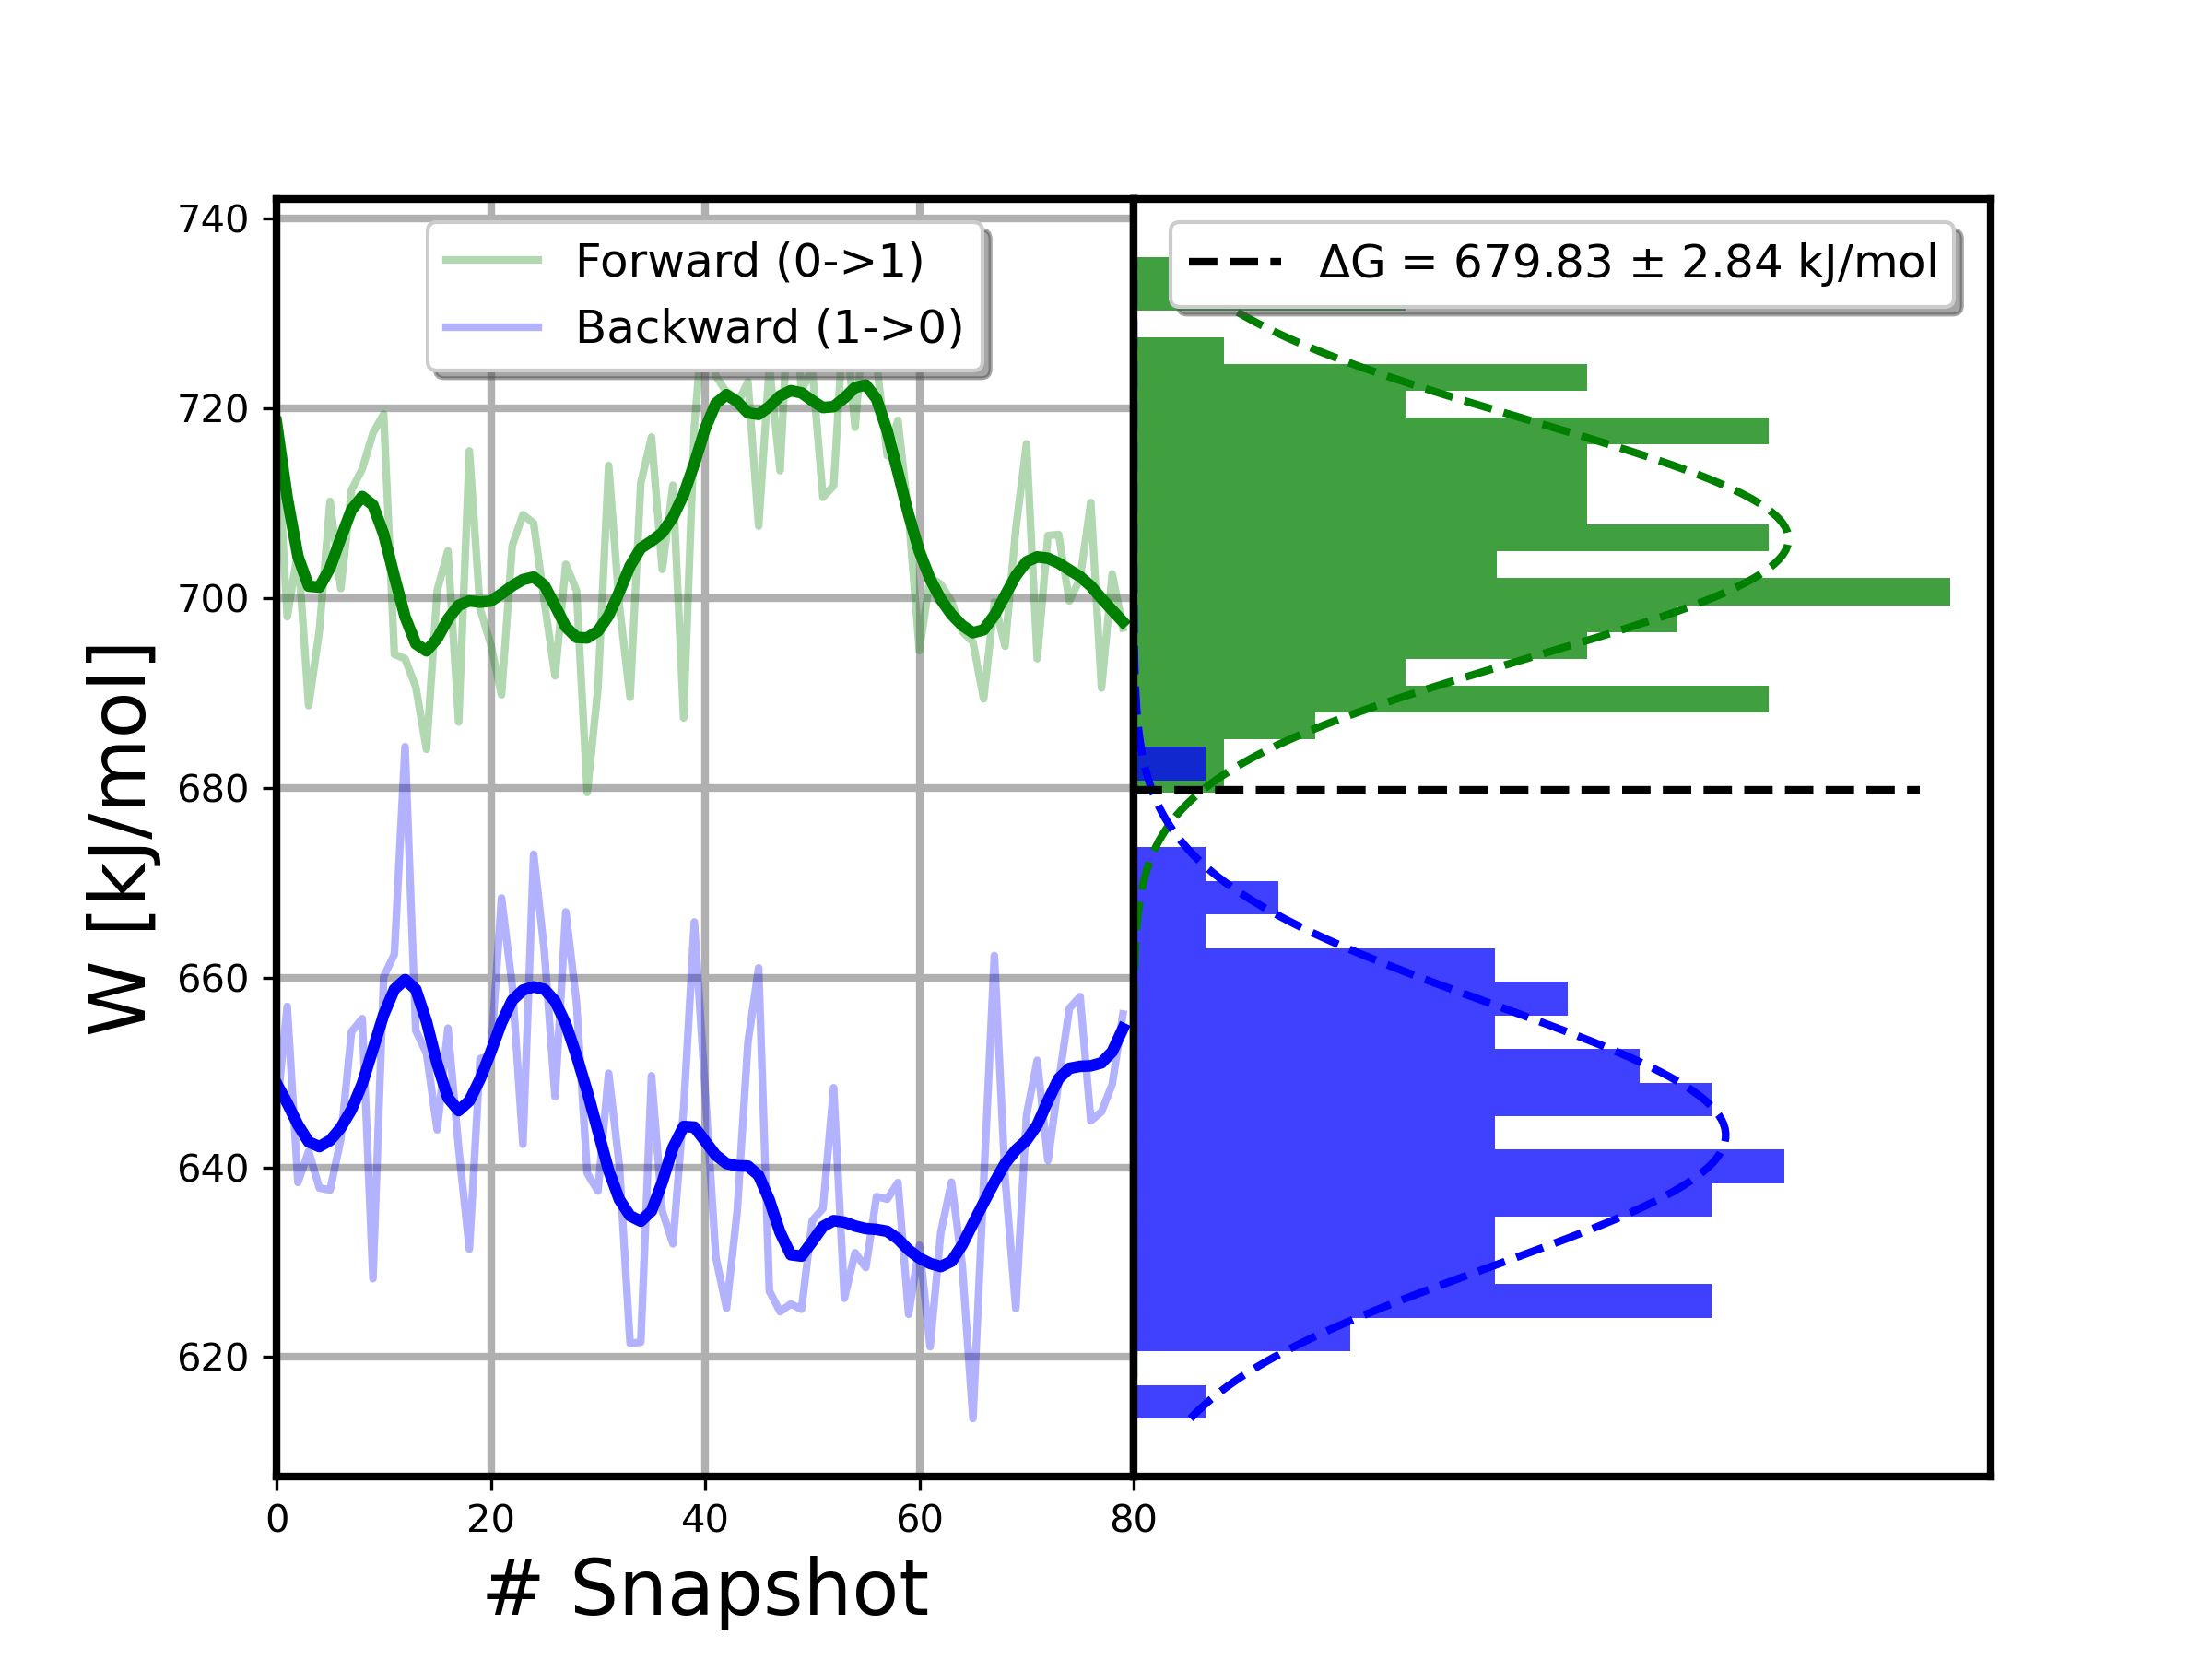 W [kJ/mol]
740
720
700
680
660
640
620
Forward (0->1)
Backward (1->0)
ΔG = 679.83 ± 2.84 kJ/mol
0 20 40 60 80
# Snapshot